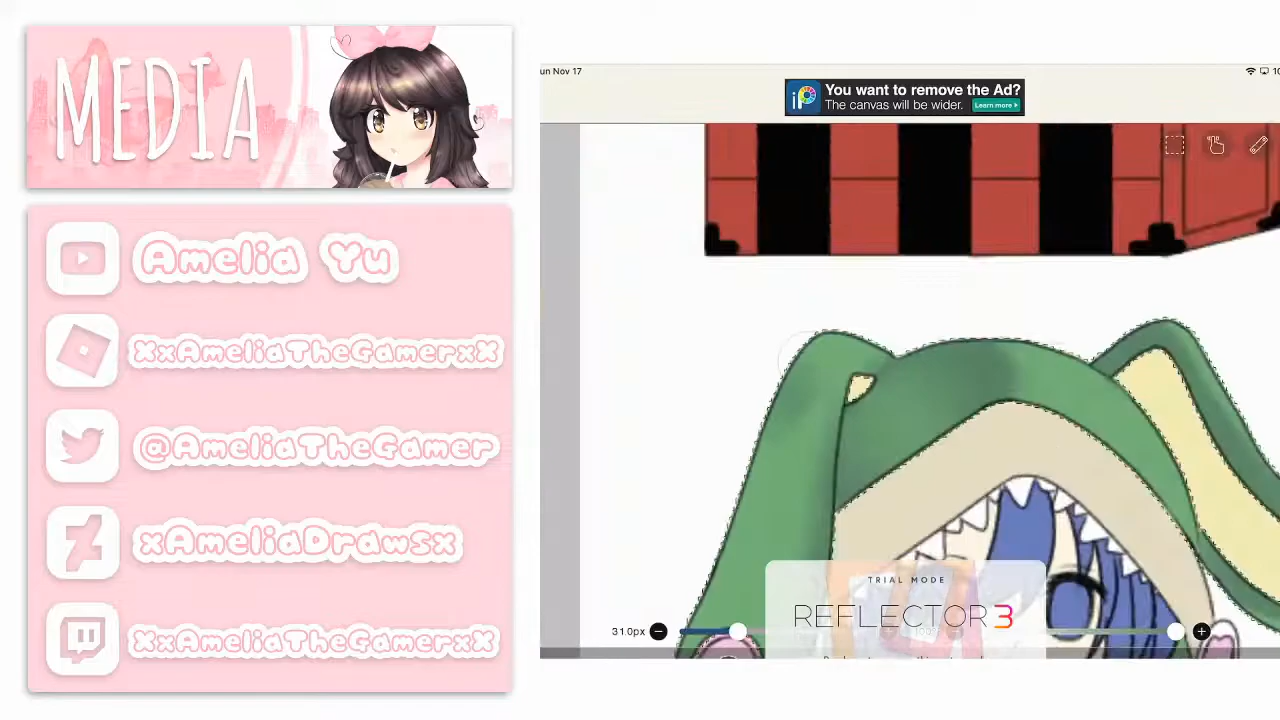 MEDIA
Amelia Yu
XxAmeliaTheGamerxX
@AmeliaTheGamer
xAmeliaDrawsx
XxAmeliaTheGamerxX
un Nov 17
You want to remove the Ad?
The canvas will be wider.
Learn more
TRIAL MODE
REFLECTOR 3
31.0px